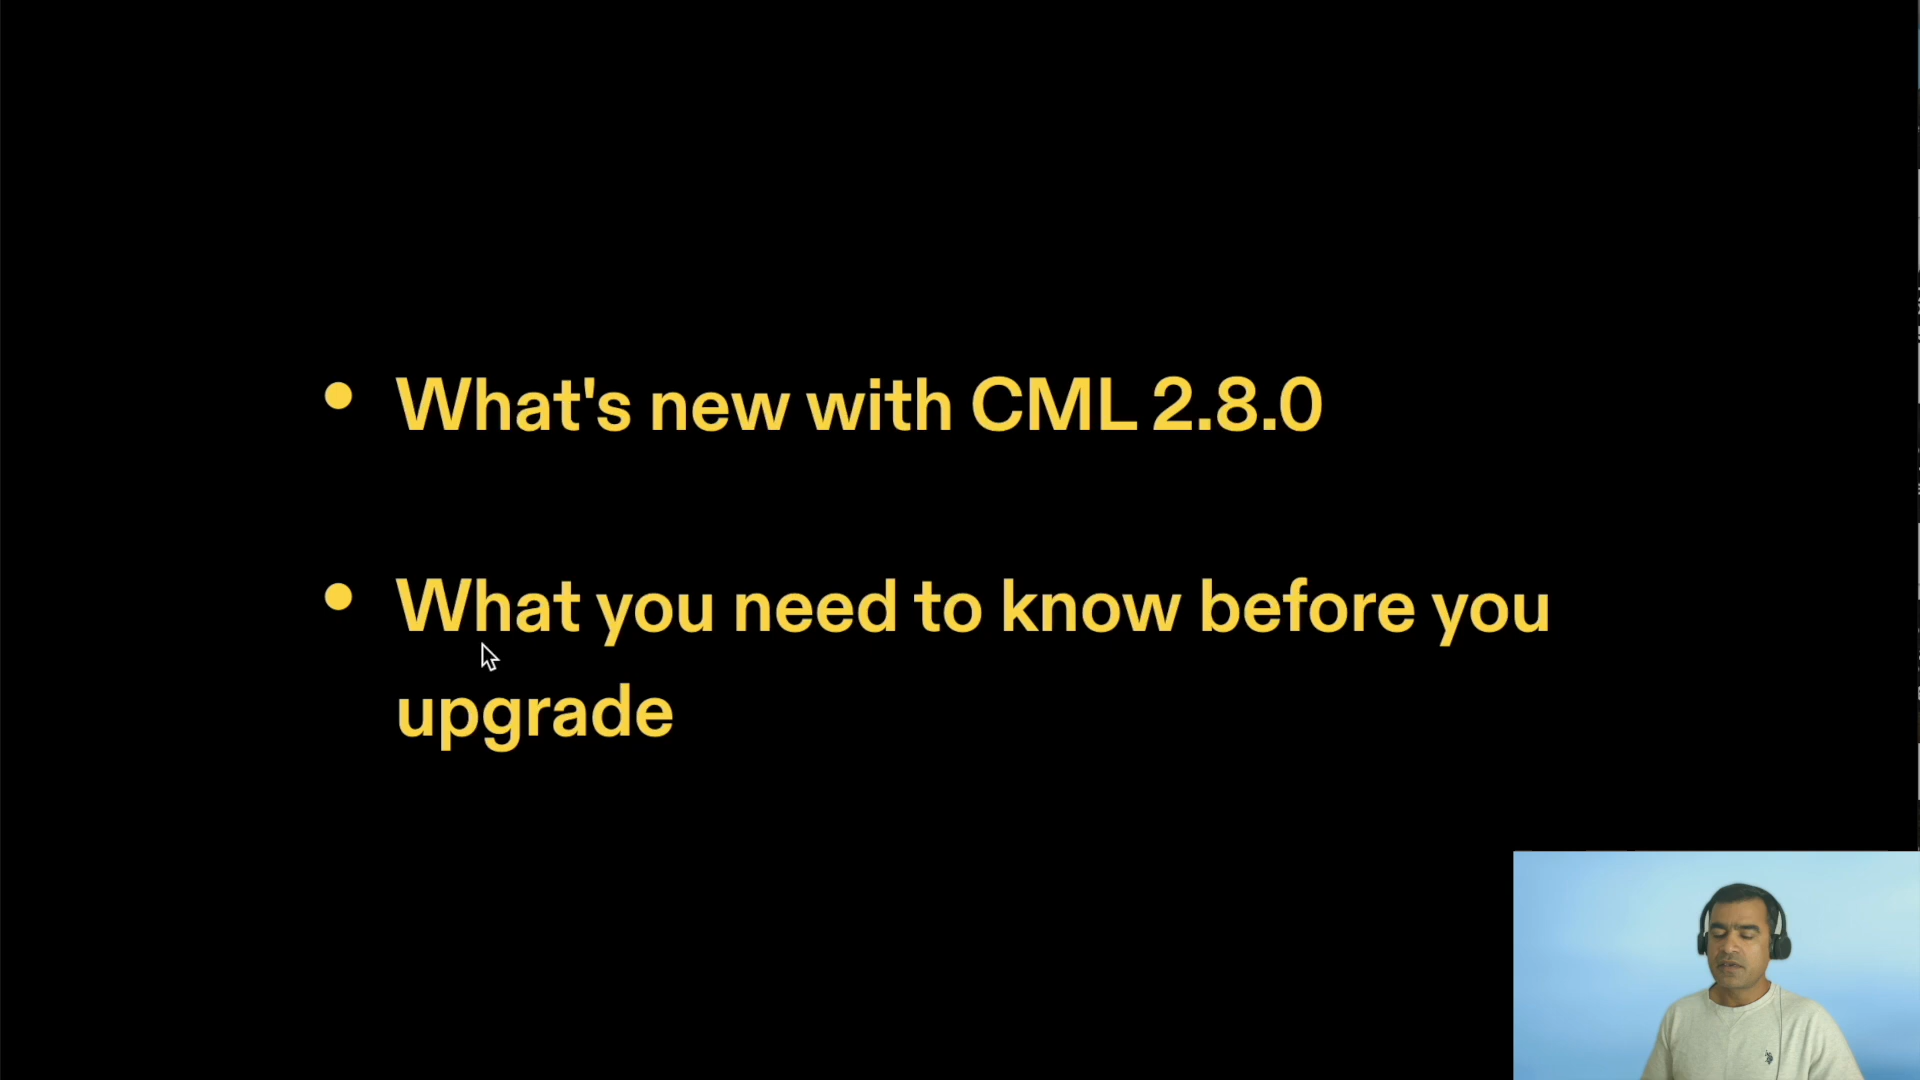 • What's new with CML 2.8.0
• What you need to know before you
upgrade